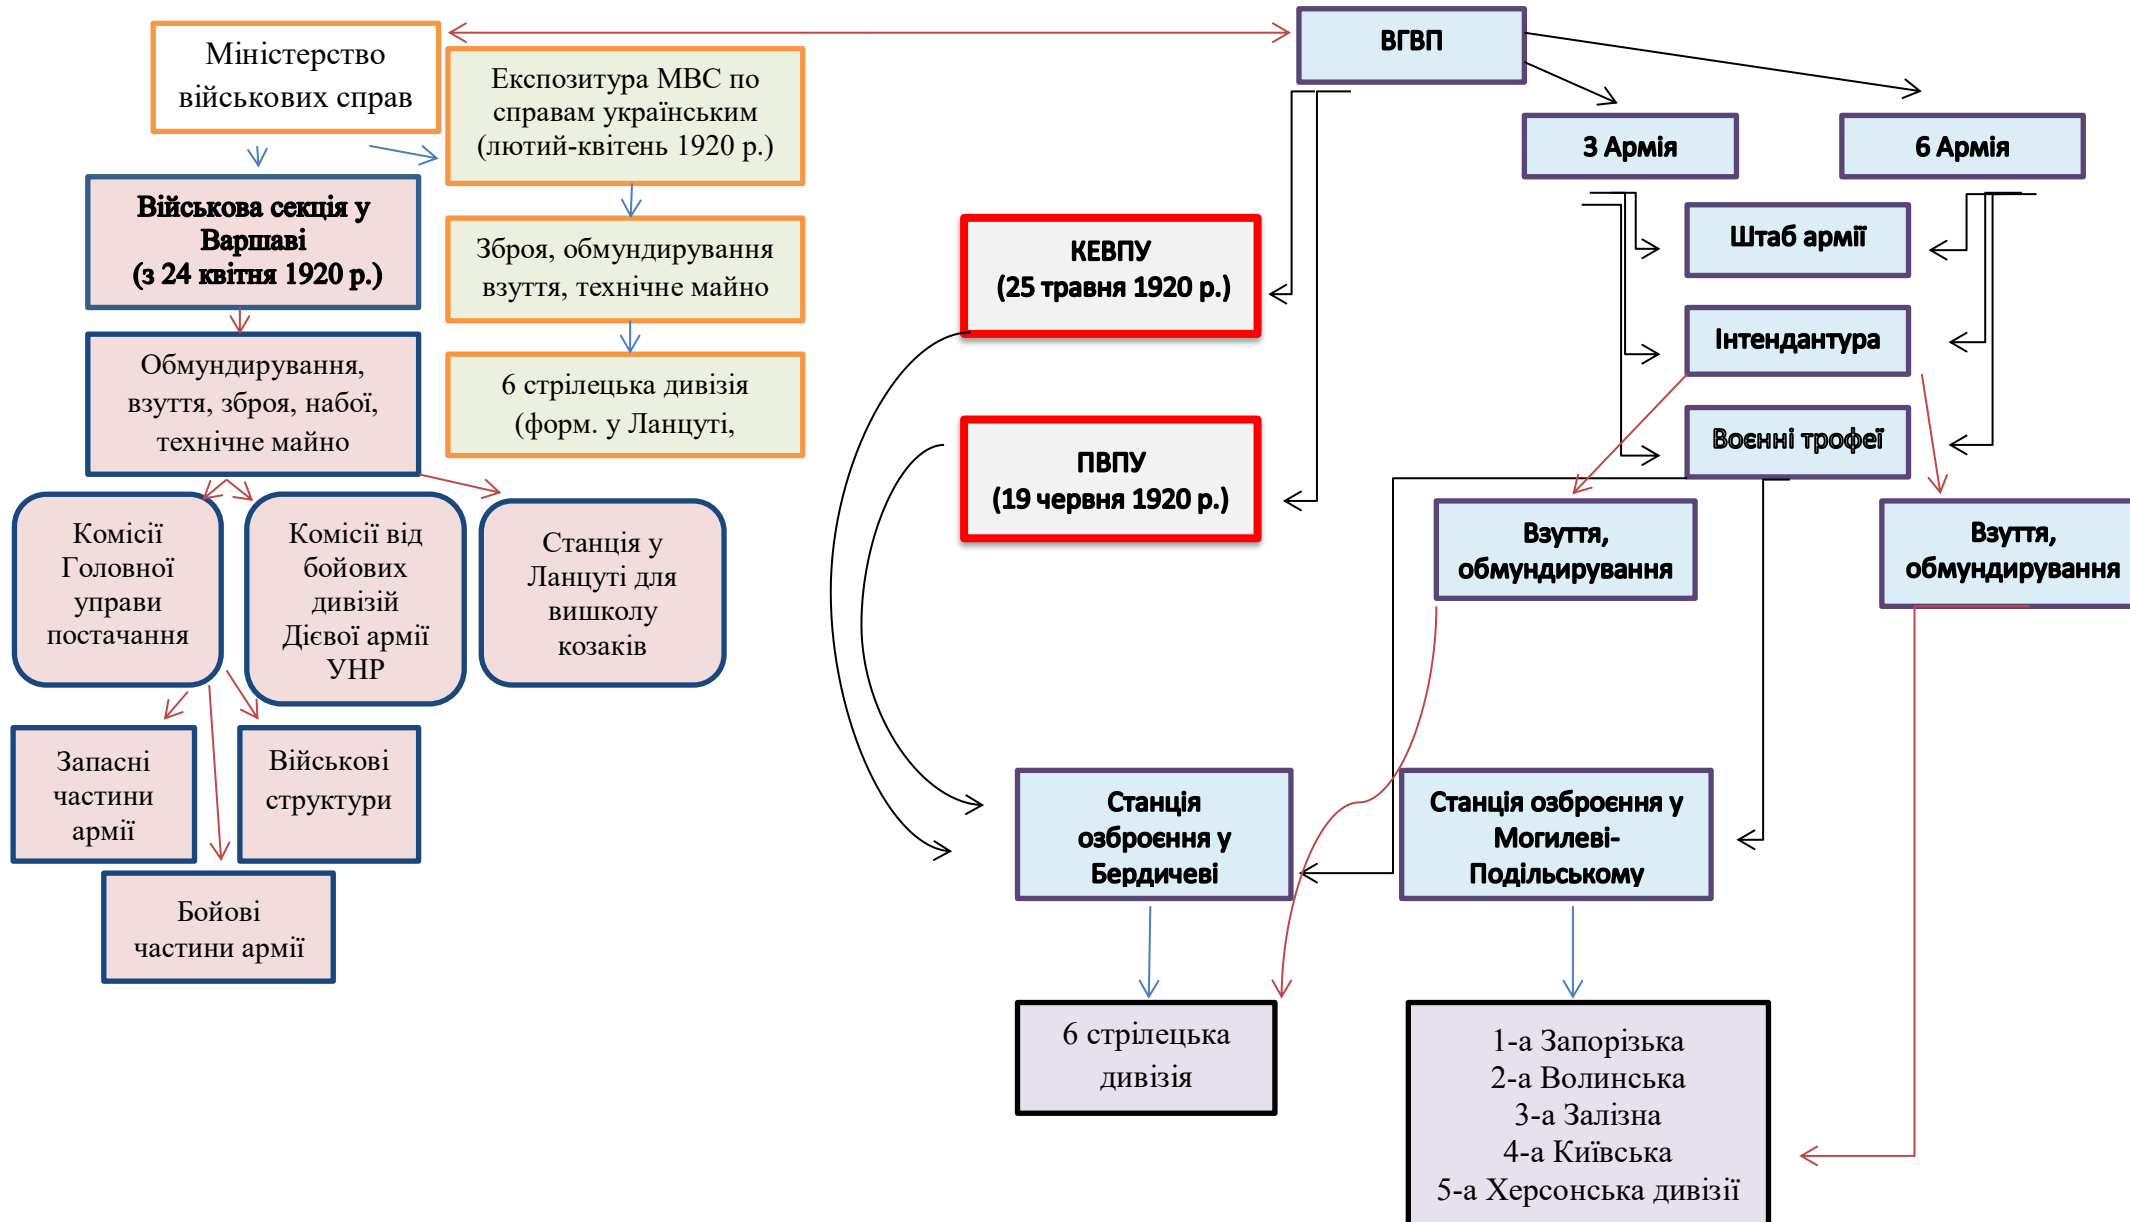 Міністерство
військових справ
Експозитура МВС по
справам українським
(лютий-квітень 1920 р.)
ВГВП
3 Армія
6 Армія
Військова секція у
Варшаві
(з 24 квітня 1920 р.)
Зброя, обмундирування
взуття, технічне майно
КЕВПУ
(25 травня 1920 р.)
Штаб армії
Інтендантура
Воєнні трофеї
Обмундирування,
взуття, зброя, набої,
технічне майно
6 стрілецька дивізія
(форм. у Ланцуті,
ПВПУ
(19 червня 1920 р.)
Комісії
Головної
управи
постачання
Комісії від
бойових
дивізій
Дієвої армії
УНР
Станція у
Ланцуті для
вишколу
козаків
Взуття,
обмундирування
Взуття,
обмундирування
Запасні
частини
армії
Військові
структури
Бойові
частини армії
Станція
озброєння у
Бердичеві
Станція озброєння у
Могилеві-
Подільському
6 стрілецька
дивізія
1-а Запорізька
2-а Волинська
3-а Залізна
4-а Київська
5-а Херсонська дивізії